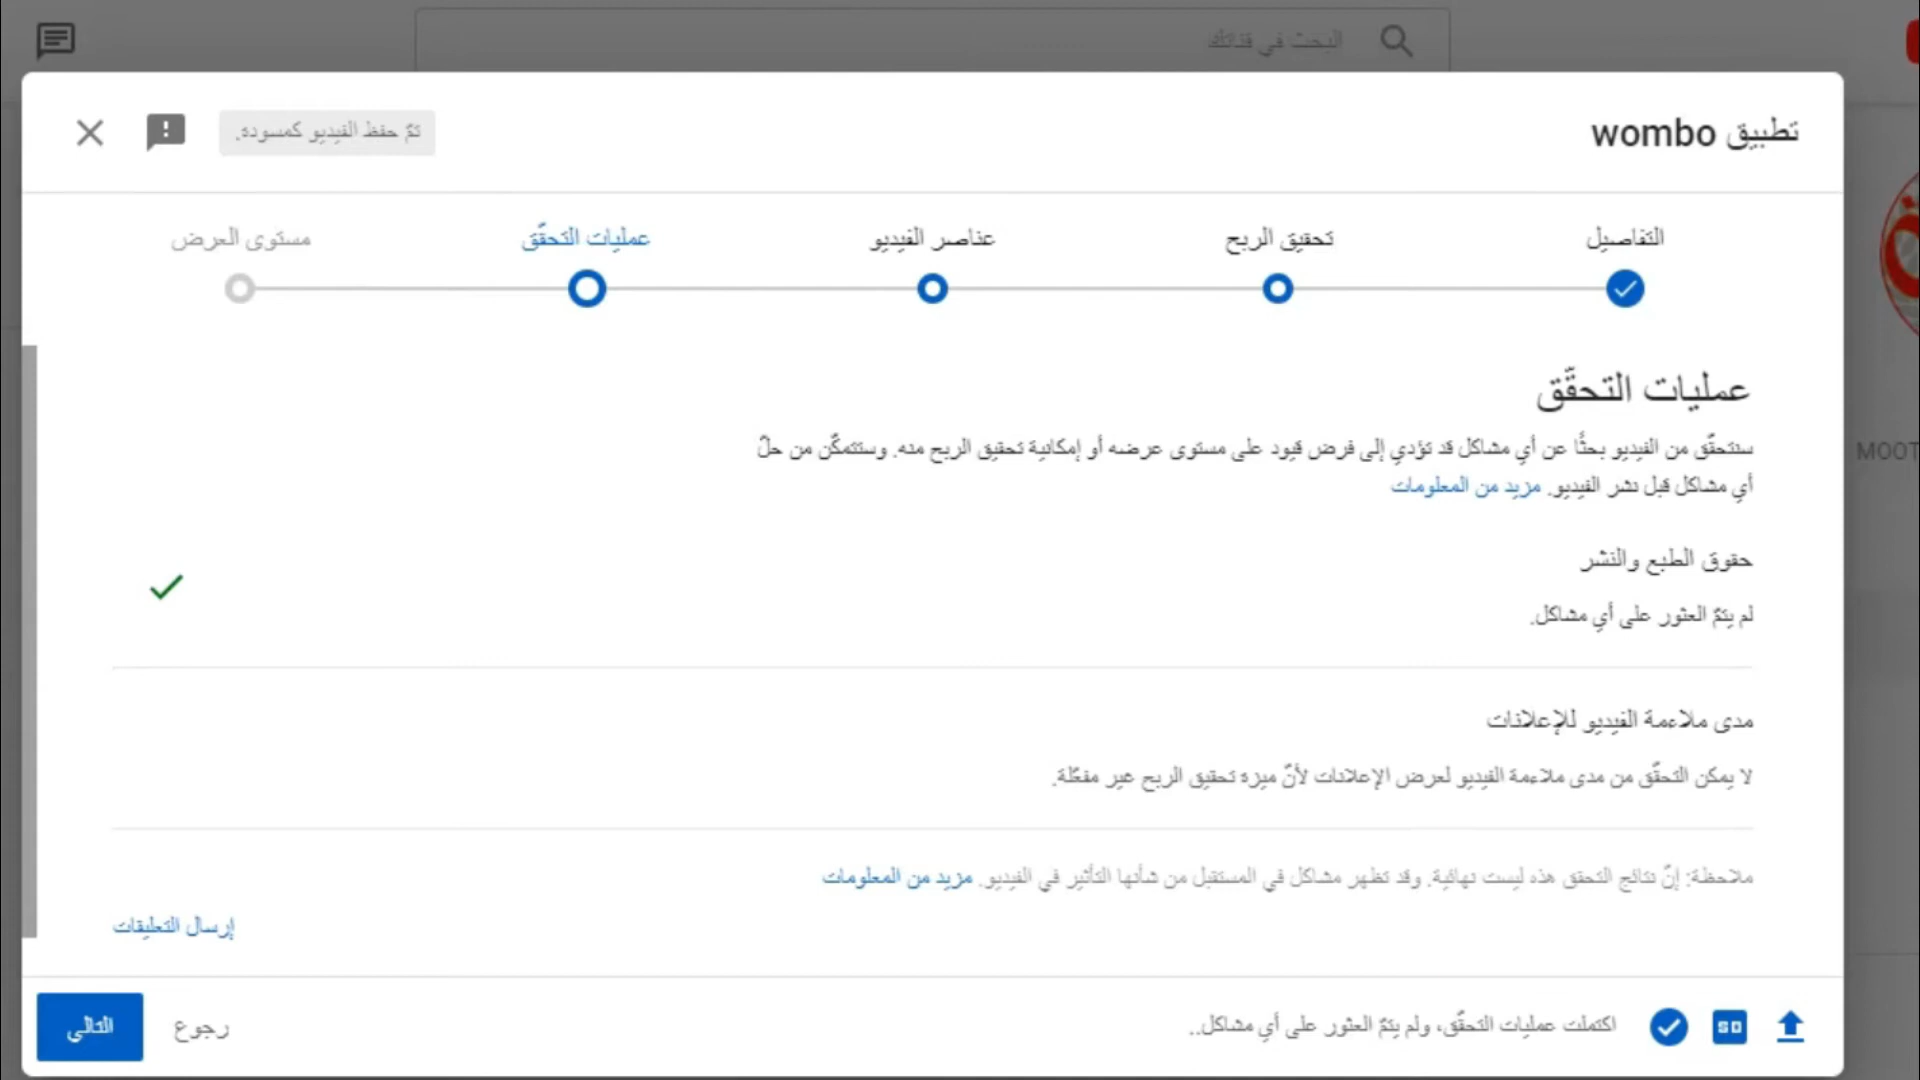 البحث في قناتك
تطبيق wombo
تمّ حفظ الفيديو كمسودة.
التفاصيل
تحقيق الربح
عناصر الفيديو
عمليات التحقّق
مستوى العرض
عمليات التحقّق
سنتحقّق من الفيديو بحثًا عن أي مشاكل قد تؤدي إلى فرض قيود على مستوى عرضه أو إمكانية تحقيق الربح منه. وستتمكّن من حلّ
أي مشاكل قبل نشر الفيديو. مزيد من المعلومات
حقوق الطبع والنشر
لم يتمّ العثور على أي مشاكل.
مدى ملاءمة الفيديو للإعلانات
لا يمكن التحقّق من مدى ملاءمة الفيديو لعرض الإعلانات لأنّ ميزة تحقيق الربح غير مفعّلة.
ملاحظة: إنّ نتائج التحقق هذه ليست نهائية. وقد تظهر مشاكل في المستقبل من شأنها التأثير في الفيديو. مزيد من المعلومات
إرسال التعليقات
SD
اكتملت عمليات التحقّق، ولم يتمّ العثور على أي مشاكل..
رجوع
التالي
MOOT